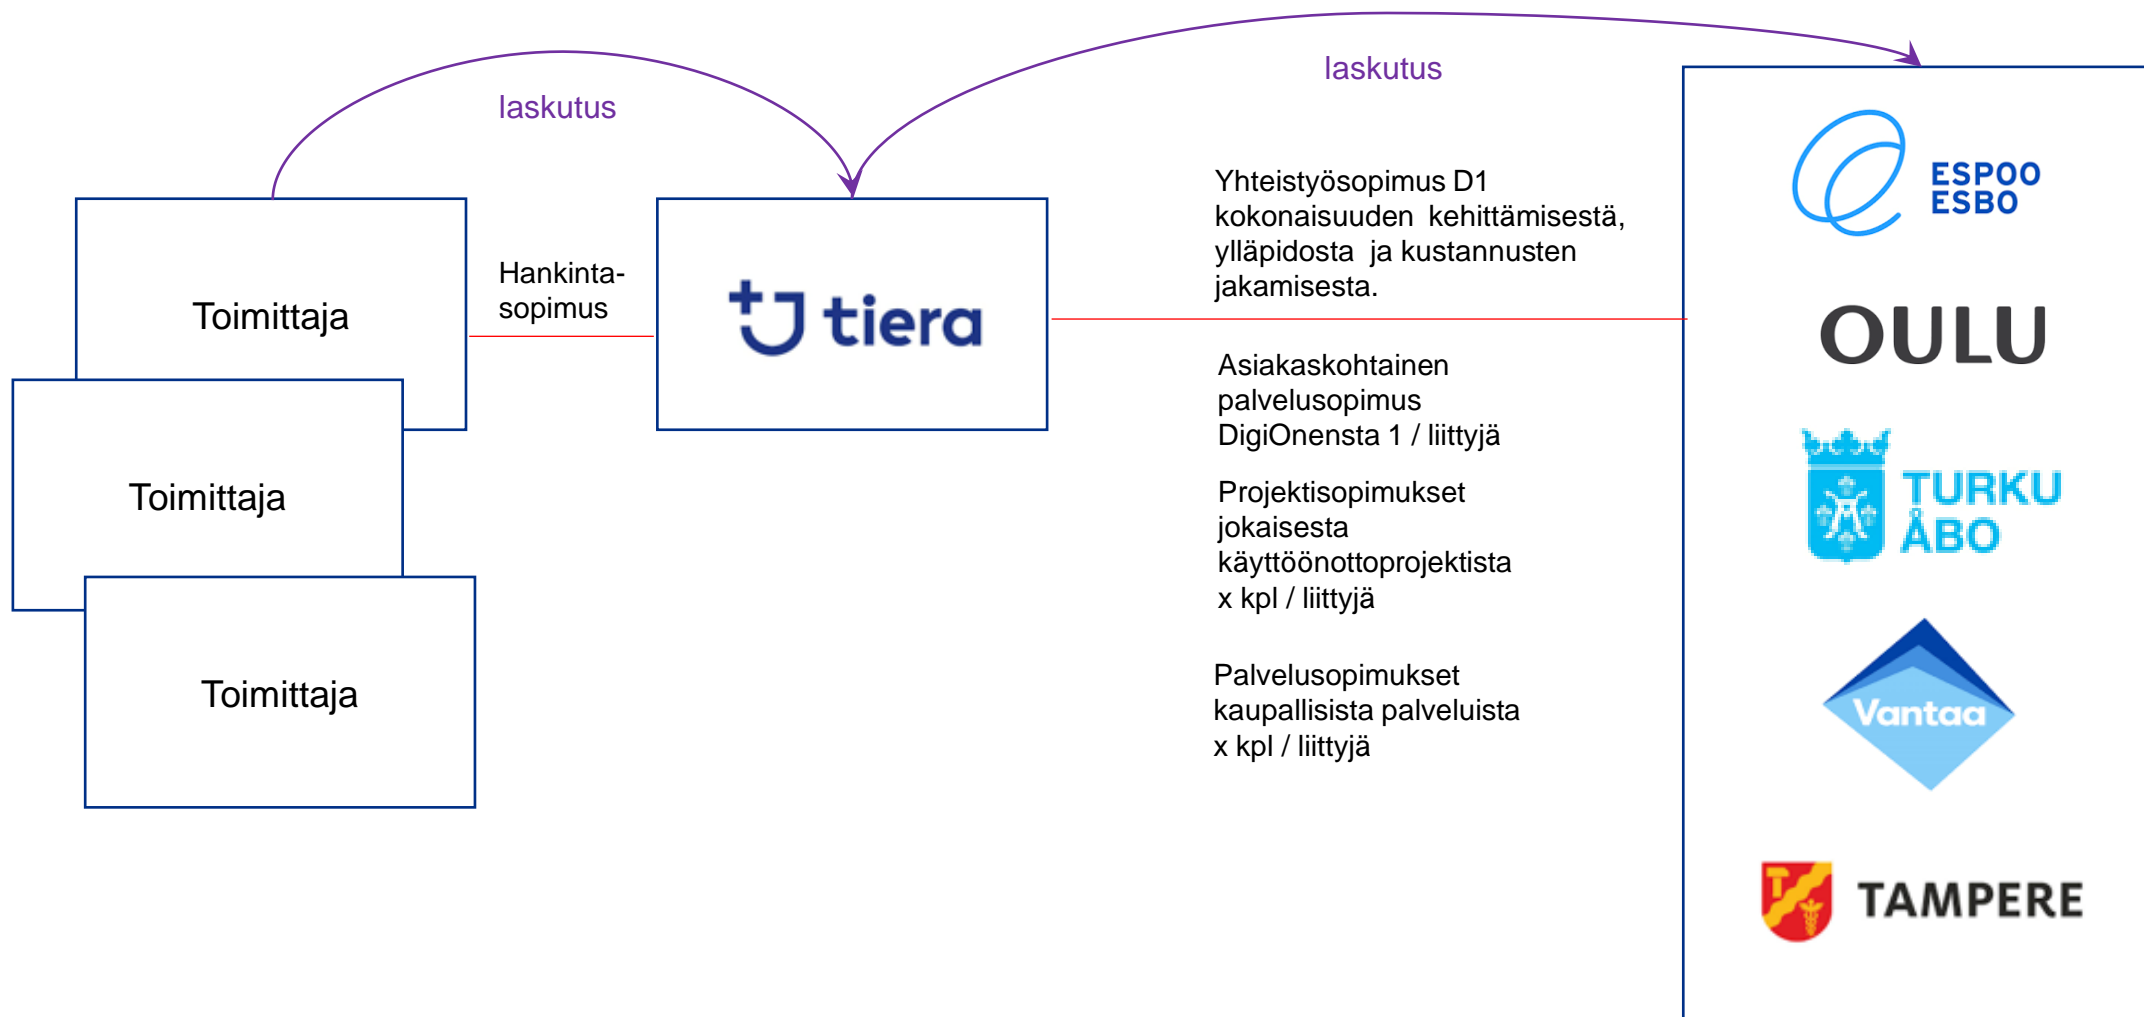 laskutus
laskutus
Toimittaja
Toimittaja
Toimittaja
Hankinta-
sopimus
tiera
Yhteistyösopimus D1
kokonaisuuden kehittämisestä,
ylläpidosta ja kustannusten
jakamisesta.
Asiakaskohtainen
palvelusopimus
DigiOnensta 1 / liittyjä
Projektisopimukset
jokaisesta
käyttöönottoprojektista
x kpl / liittyjä
Palvelusopimukset
kaupallisista palveluista
x kpl / liittyjä
ESPOO
ESBO
OULU
TURKU
ÅBO
Vantaa
TAMPERE